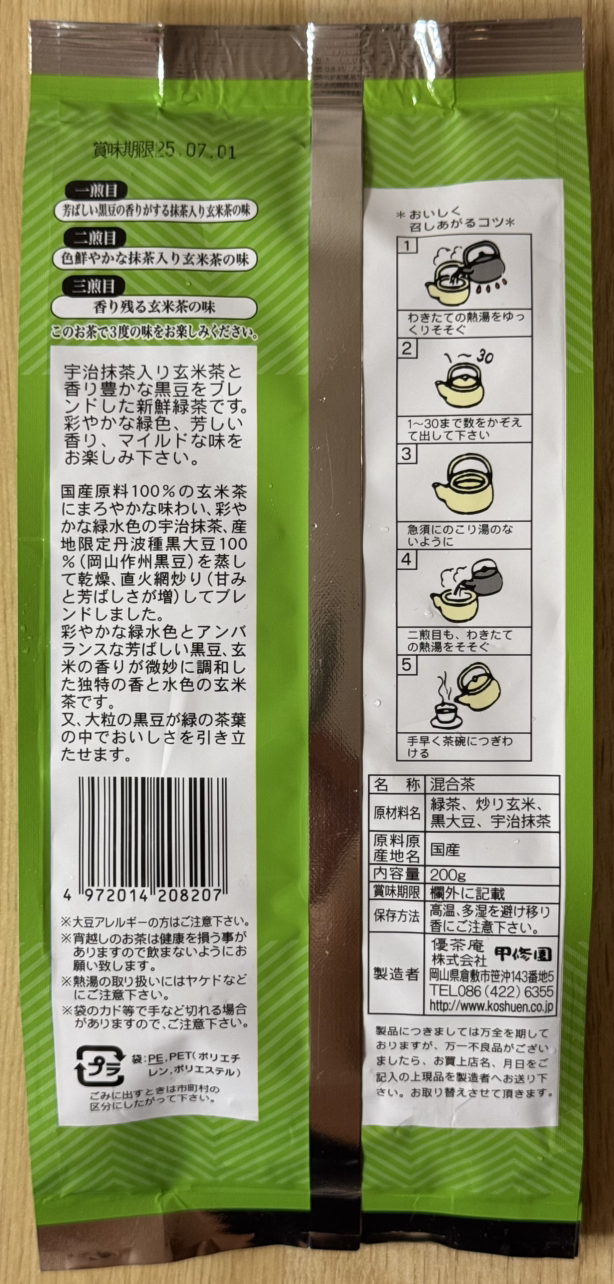 賞味期限25.07.01
一煎目
芳ばしい黒豆の香りがする抹茶入り玄米茶の味
二煎目
色鮮やかな抹茶入り玄米茶の味
三煎目
香り残る玄米茶の味
このお茶で3度の味をお楽しみください。
宇治抹茶入り玄米茶と
香り豊かな黒豆をブレ
ンドした新鮮緑茶です。
彩やかな緑色、芳しい
香り、マイルドな味を
お楽しみ下さい。
国産原料100%の玄米茶
にまろやかな味わい、彩や
かな緑水色の宇治抹茶、産
地限定丹波種黒大豆100
%(岡山作州黒豆)を蒸し
て乾燥、直火網炒り(甘み
と芳ばしさが増)してブレ
ンドしました。
彩やかな緑水色とアンバ
ランスな芳ばしい黒豆、玄
米の香りが微妙に調和し
た独特の香と水色の玄米
茶です。
又、大粒の黒豆が緑の茶葉
の中でおいしさを引き立
たせます。
4 972014 208207
※大豆アレルギーの方はご注意下さい。
※宵越しのお茶は健康を損う事が
ありますので飲まないようにお
願い致します。
※熱湯の取り扱いにはヤケドなど
にご注意下さい。
※袋のカド等で手など切れる場合
がありますので、ご注意下さい。
プラ
袋:PE,PET(ポリエチ
レン,ポリエステル)
ごみに出すときは市町村の
区分にしたがって下さい。
＊おいしく
召しあがるコツ＊
1
わきたての熱湯をゆっ
くりそそぐ
2
1～30
1～30まで数をかぞえ
て出して下さい
3
急須にのこり湯のな
いように
4
二煎目も、わきたて
の熱湯をそそぐ
5
手早く茶碗につぎわ
ける
名 称 混合茶
原材料名 緑茶、炒り玄米、
黒大豆、宇治抹茶
原料原
産地名 国産
内容量 200g
賞味期限 欄外に記載
保存方法 高温、多湿を避け移り
香にご注意下さい。
製造者 優茶庵
株式会社 甲修園
岡山県倉敷市笹沖143番地5
TEL086(422)6355
http://www.koshuen.co.jp
製品につきましては万全を期して
おりますが、万一不良品がござい
ましたら、お買上店名、月日をご
記入の上現品を製造者へお送り下
さい。お取り替えさせて頂きます。